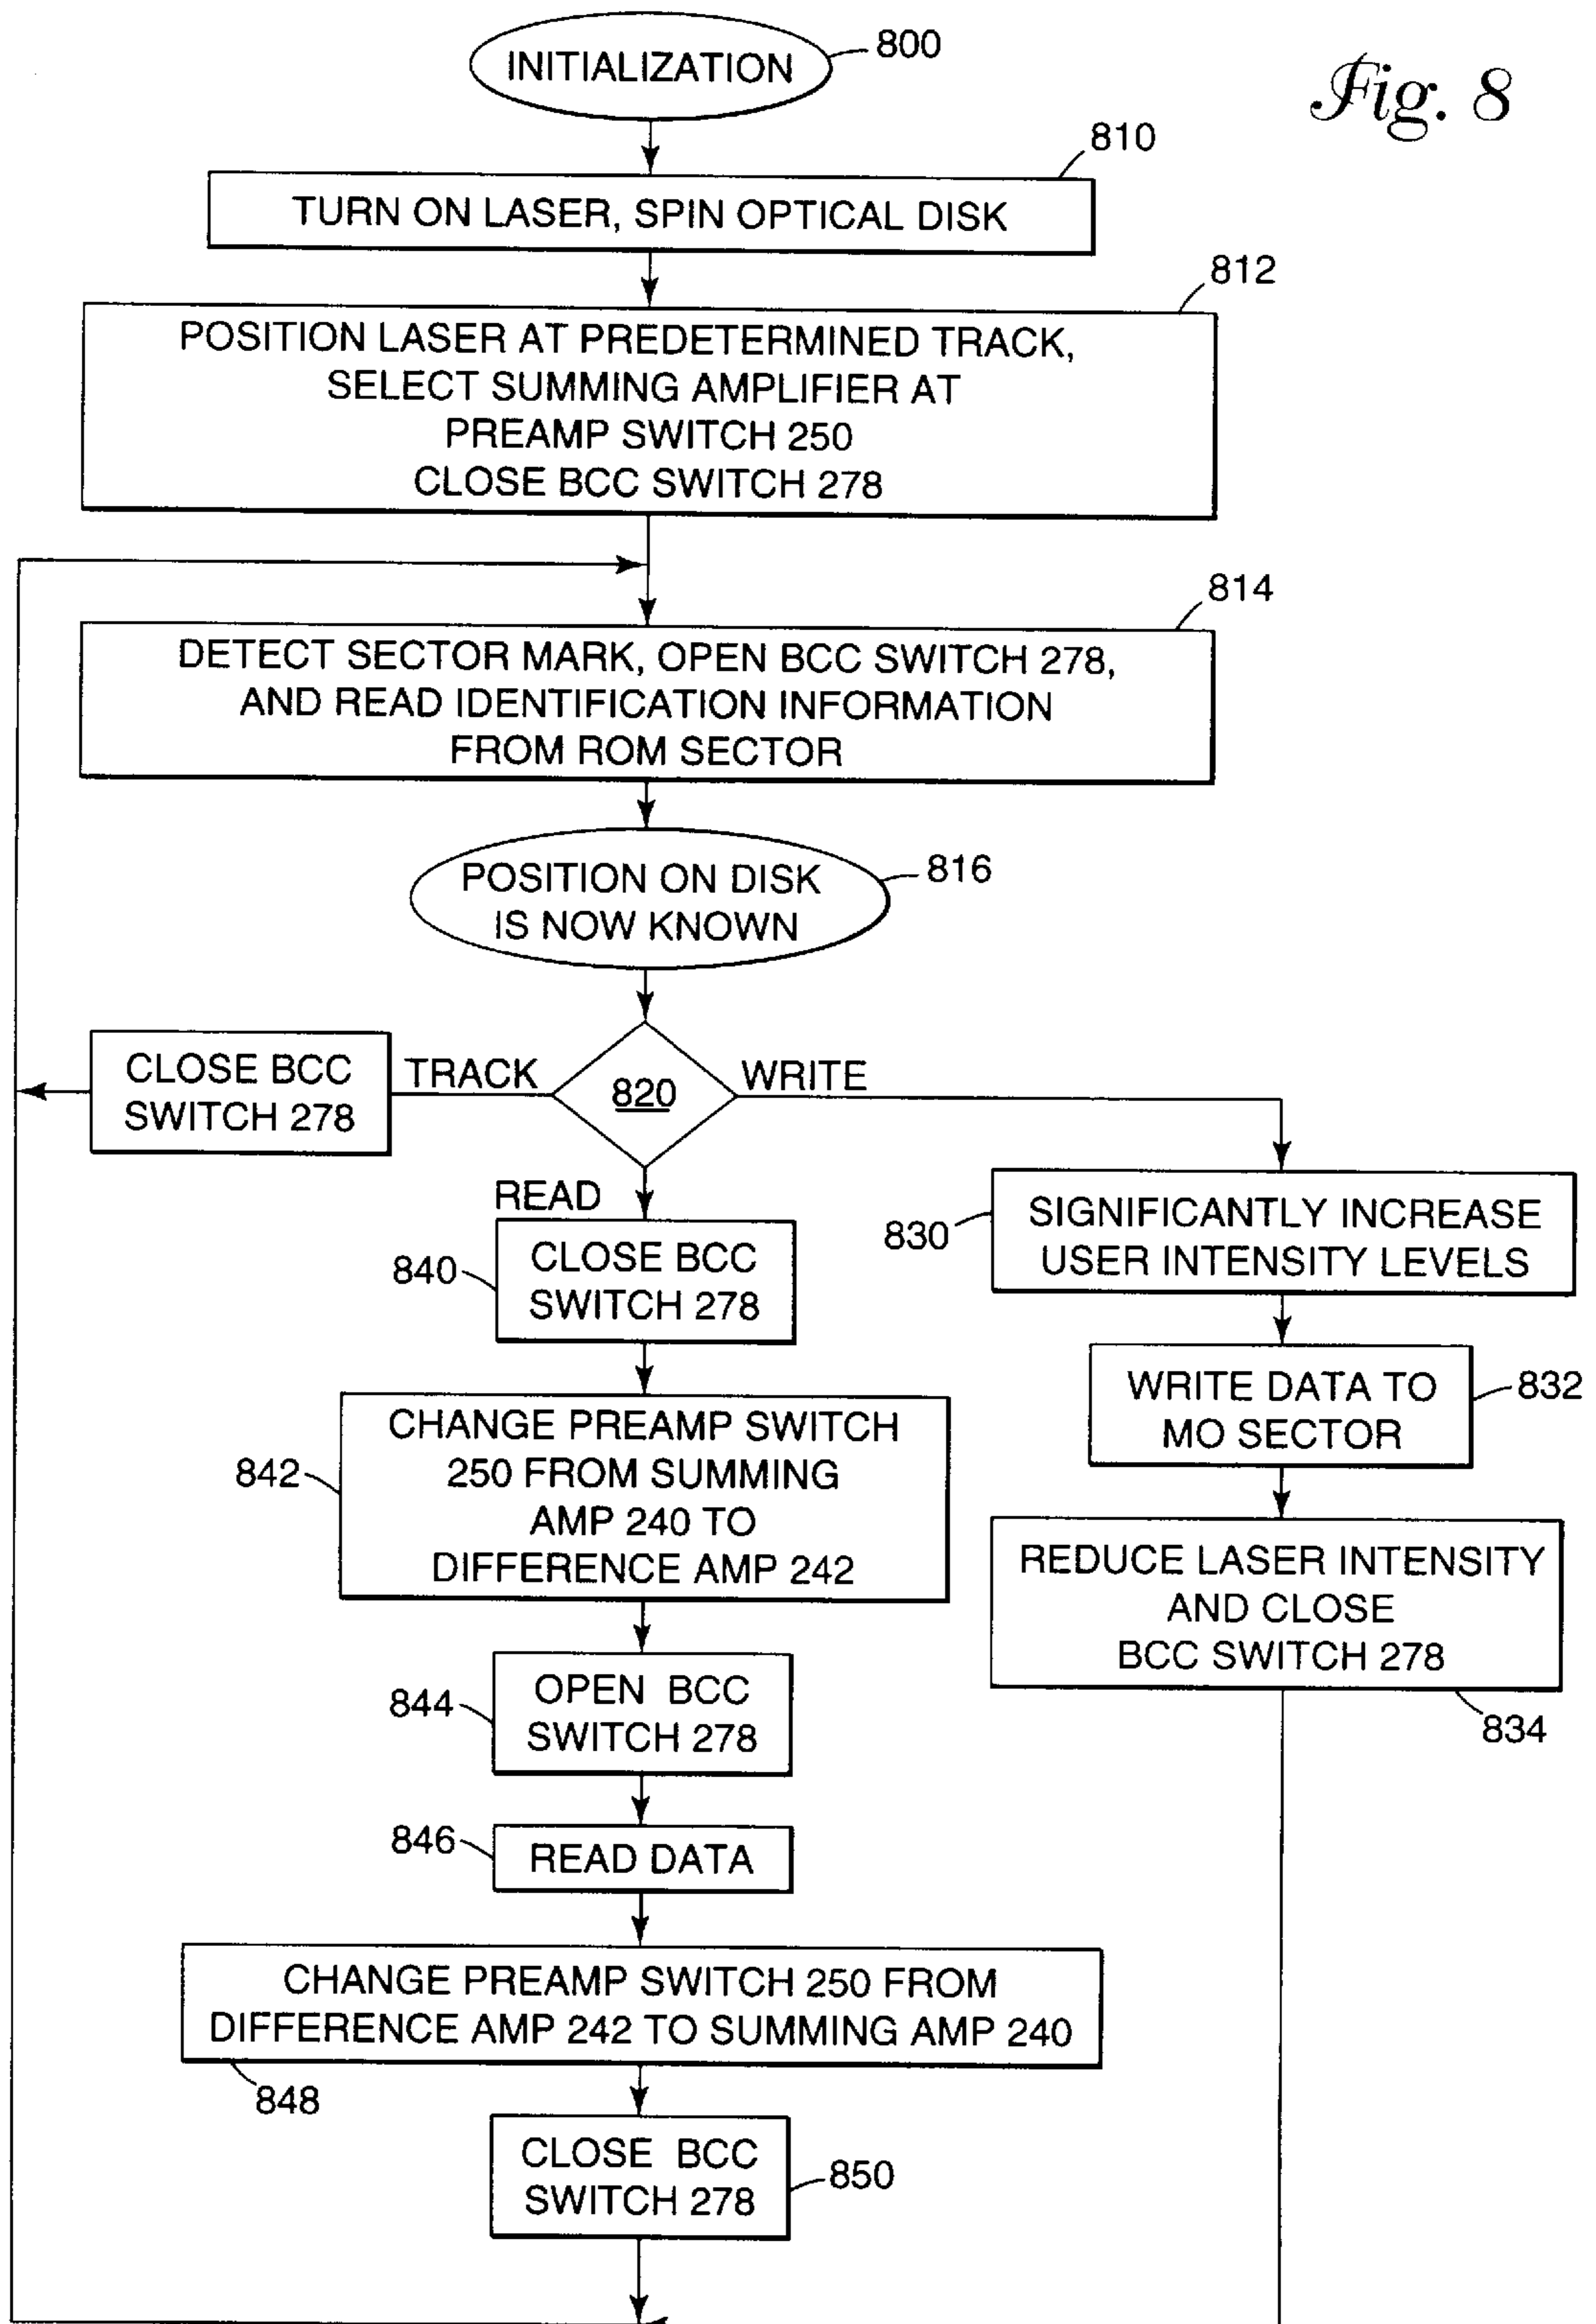 INITIALIZATION
800
Fig. 8
810
TURN ON LASER, SPIN OPTICAL DISK
812
POSITION LASER AT PREDETERMINED TRACK,
SELECT SUMMING AMPLIFIER AT
PREAMP SWITCH 250
CLOSE BCC SWITCH 278
814
DETECT SECTOR MARK, OPEN BCC SWITCH 278,
AND READ IDENTIFICATION INFORMATION
FROM ROM SECTOR
POSITION ON DISK
IS NOW KNOWN
816
CLOSE BCC
SWITCH 278
TRACK
820
WRITE
READ
840
CLOSE BCC
SWITCH 278
830
SIGNIFICANTLY INCREASE
USER INTENSITY LEVELS
842
CHANGE PREAMP SWITCH
250 FROM SUMMING
AMP 240 TO
DIFFERENCE AMP 242
WRITE DATA TO
MO SECTOR
832
REDUCE LASER INTENSITY
AND CLOSE
BCC SWITCH 278
834
844
OPEN BCC
SWITCH 278
846
READ DATA
CHANGE PREAMP SWITCH 250 FROM
DIFFERENCE AMP 242 TO SUMMING AMP 240
848
CLOSE BCC
SWITCH 278
850